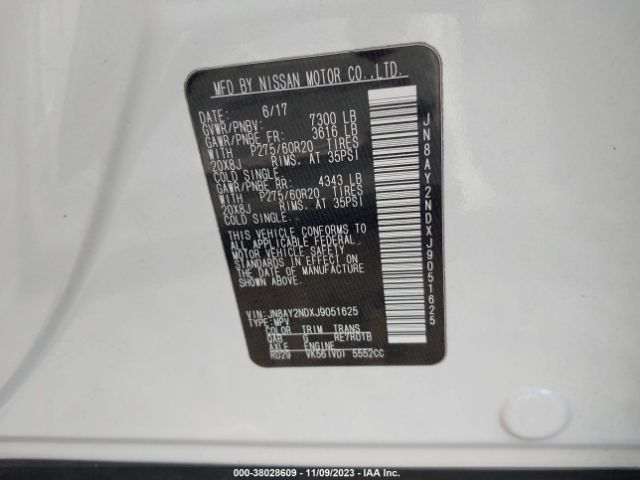 MFD BY NISSAN MOTOR CO.,LTD.
DATE: 6/17
GVWR/PNBV: 7300 LB
GAWR/PNBE FR: 3616 LB
WITH P275/60R20 TIRES
20X8J RIMS. AT 35PSI
COLD SINGLE.
GAWR/PNBE RR: 4343 LB
WITH P275/60R20 TIRES
20X8J RIMS. AT 35PSI
COLD SINGLE.
THIS VEHICLE CONFORMS TO
ALL APPLICABLE FEDERAL
MOTOR VEHICLE SAFETY
STANDARDS IN EFFECT ON
THE DATE OF MANUFACTURE
SHOWN ABOVE.
VIN: JN8AY2NDXJ9051625
TYPE: MPV
COLOR TRIM TRANS
QAB G RE7R01B
AXLE ENGINE
RD29 VK56(VD) 5552CC
JN8AY2NDXJ9051625
000-38028609 - 11/09/2023 - IAA Inc.